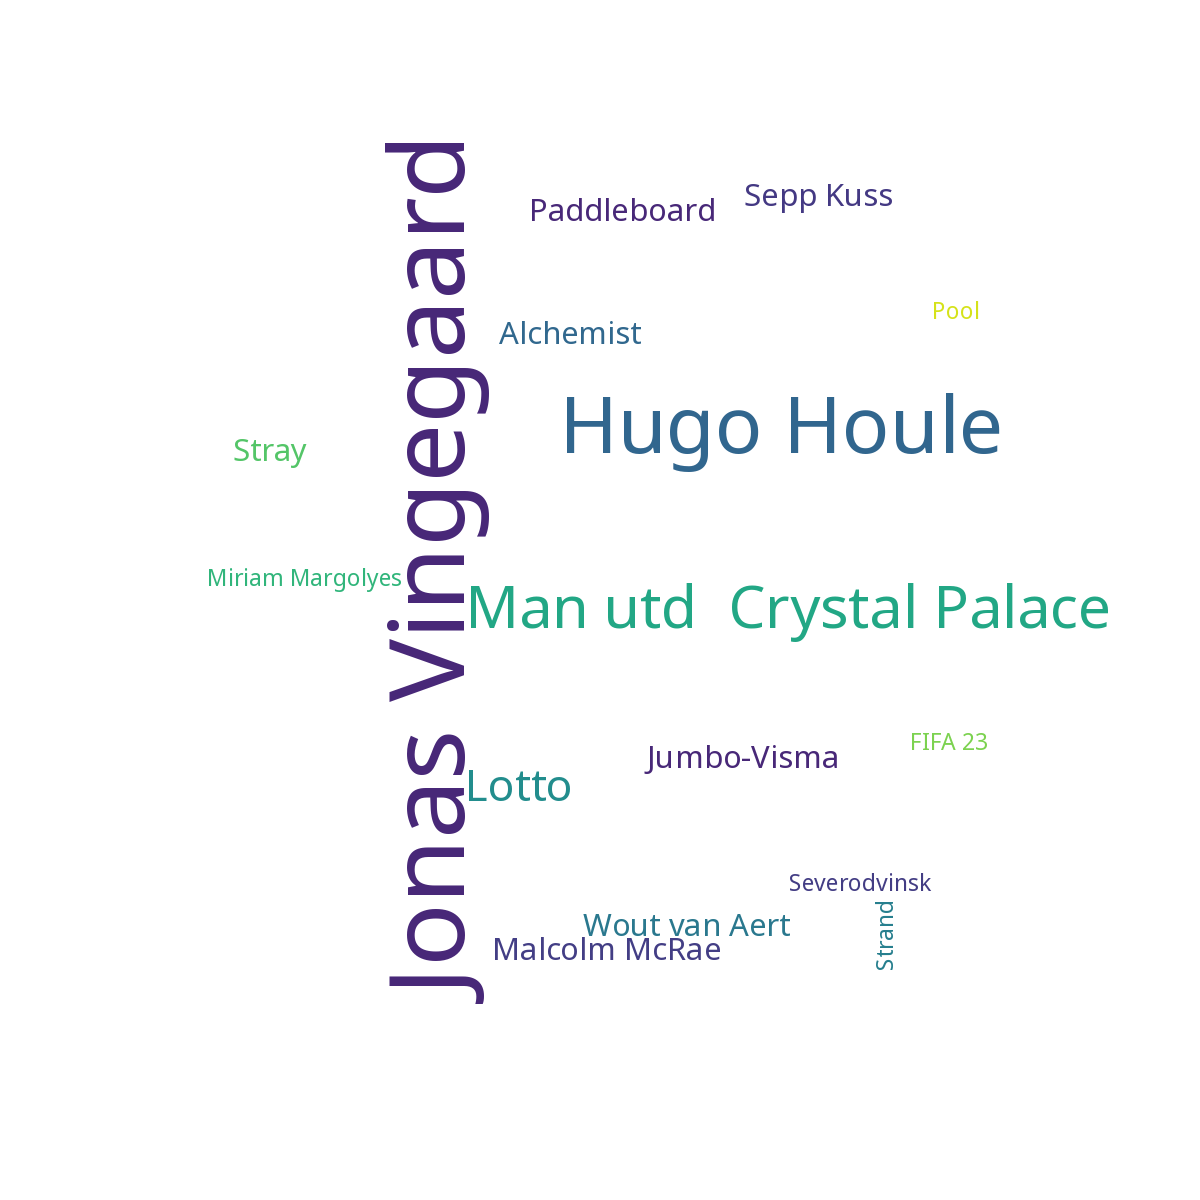 Jonas Vingegaard
Paddleboard
Sepp Kuss
Pool
Alchemist
Hugo Houle
Stray
Miriam Margolyes
Man utd  Crystal Palace
Jumbo-Visma
FIFA 23
Lotto
Severodvinsk
Strand
Wout van Aert
Malcolm McRae